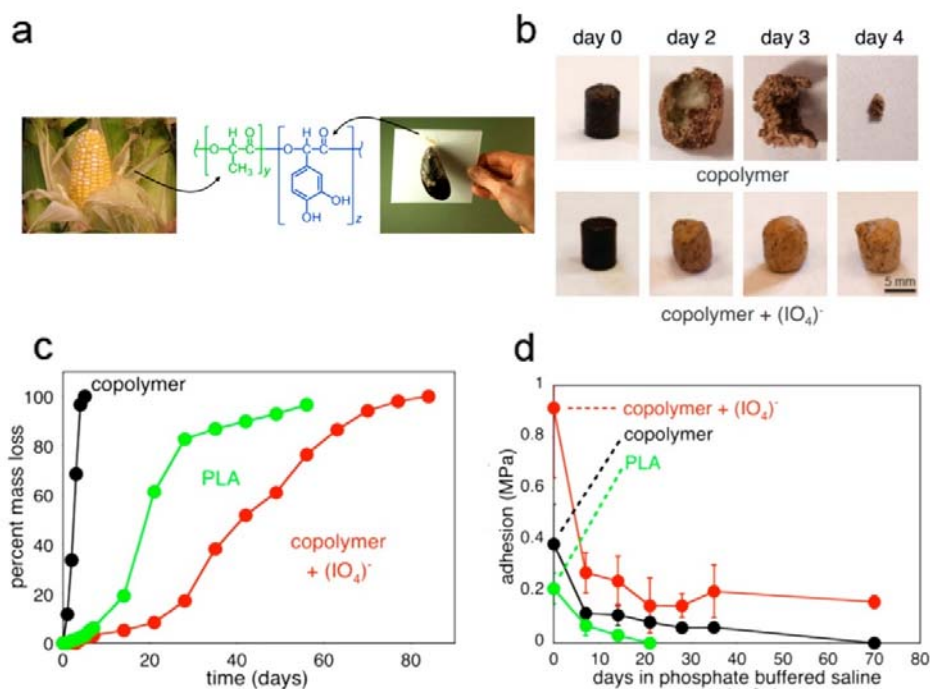 a
H O
O C C
CH₃
y
H O
O C C
OH
OH
z
b
day 0 day 2 day 3 day 4
copolymer
5 mm
copolymer + (IO₄)⁻
c
copolymer
PLA
copolymer
+ (IO₄)⁻
percent mass loss
100
80
60
40
20
0
0 20 40 60 80
time (days)
d
copolymer + (IO₄)⁻
copolymer
PLA
adhesion (MPa)
1
0.8
0.6
0.4
0.2
0
0 10 20 30 40 50 60 70 80
days in phosphate buffered saline